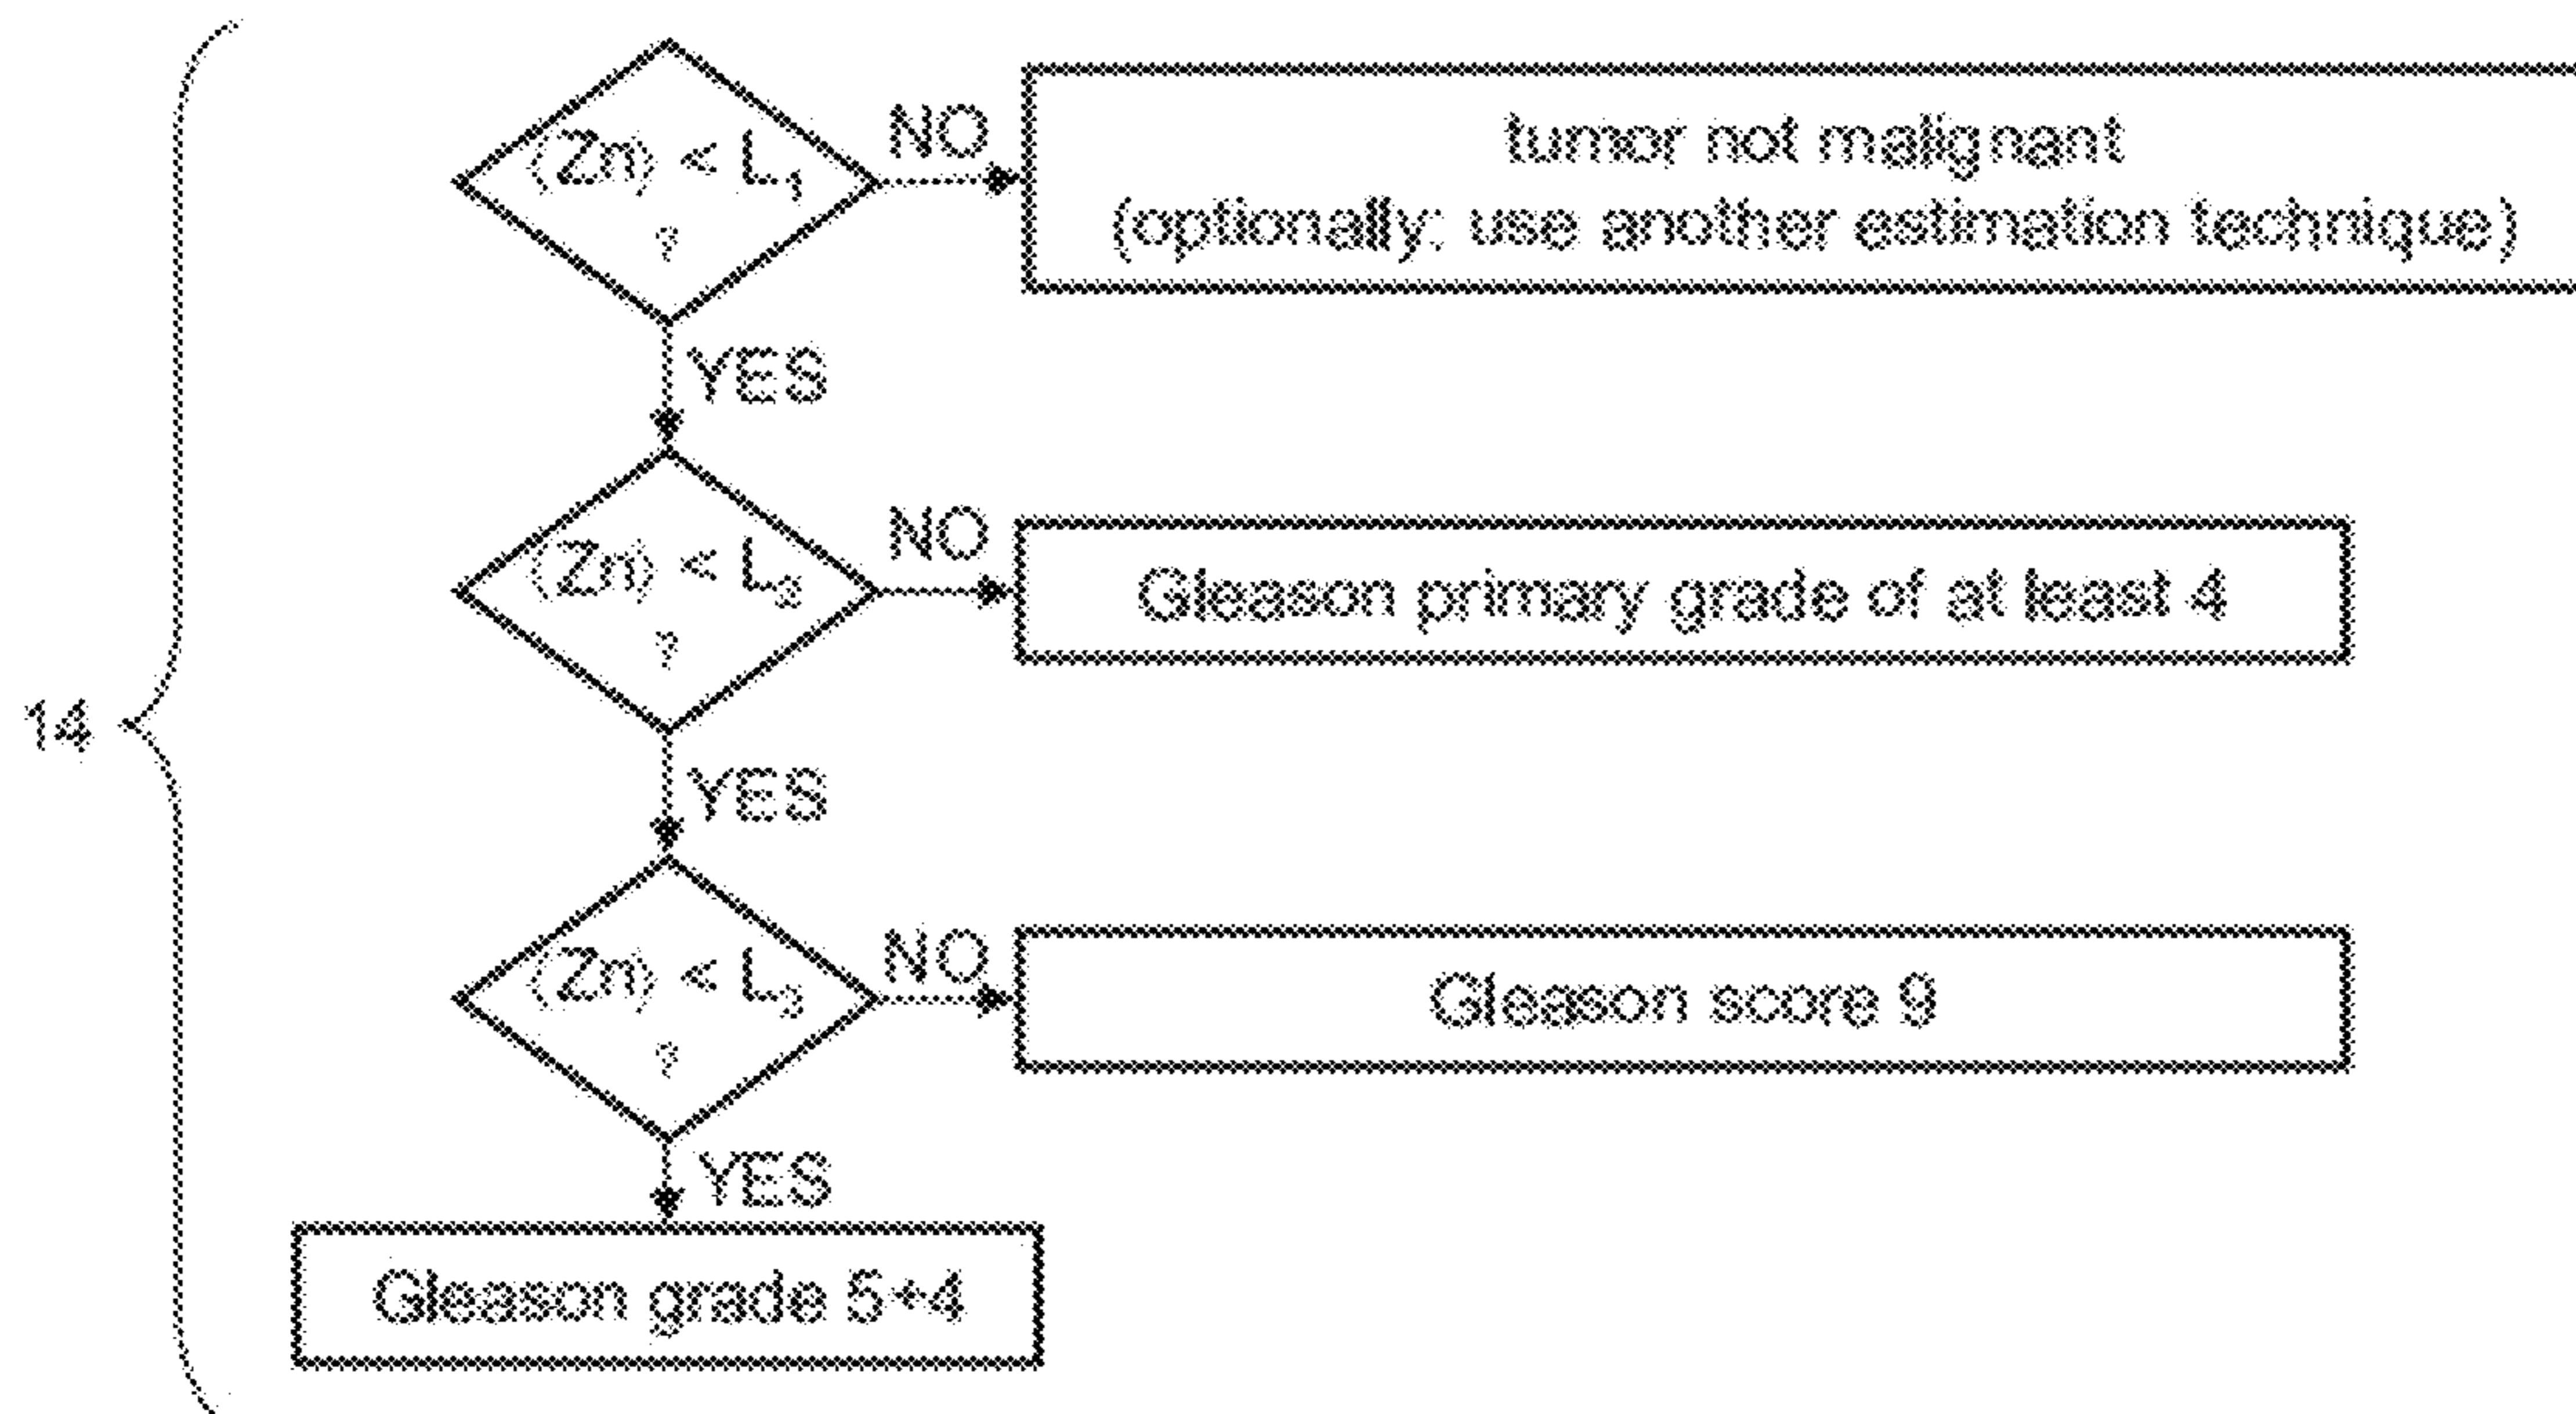 (Zn) < L1
?
NO
tumor not malignant
(optionally: use another estimation technique)
YES
(Zn) < L2
?
NO
Gleason primary grade of at least 4
14
YES
(Zn) < L3
?
NO
Gleason score 9
YES
Gleason grade 5+4